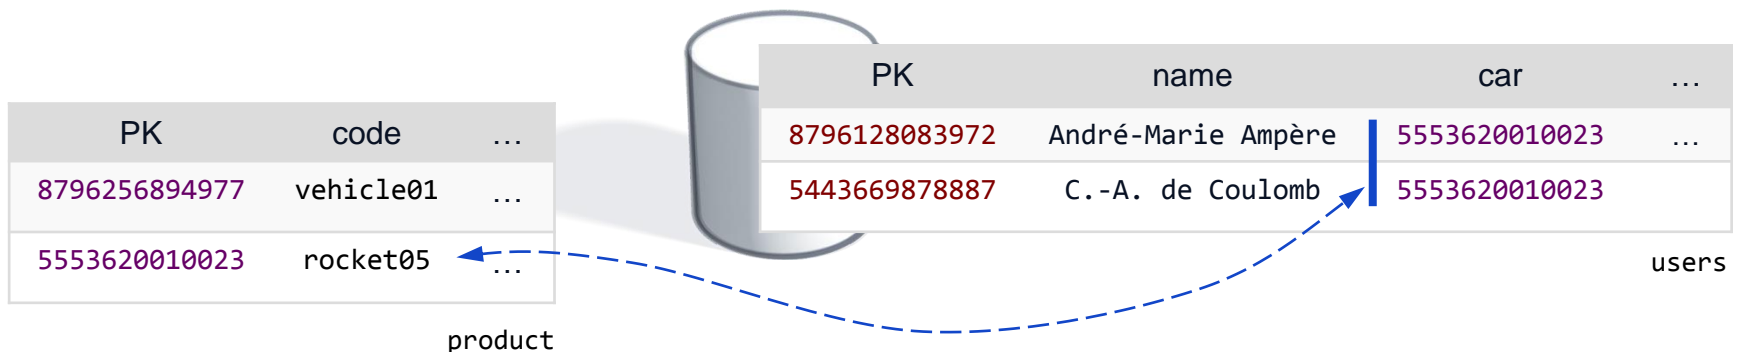 PK code …
8796256894977 vehicle01 …
5553620010023 rocket05 …
product
PK name car …
8796128083972 André-Marie Ampère 5553620010023 …
5443669878887 C.-A. de Coulomb 5553620010023
users